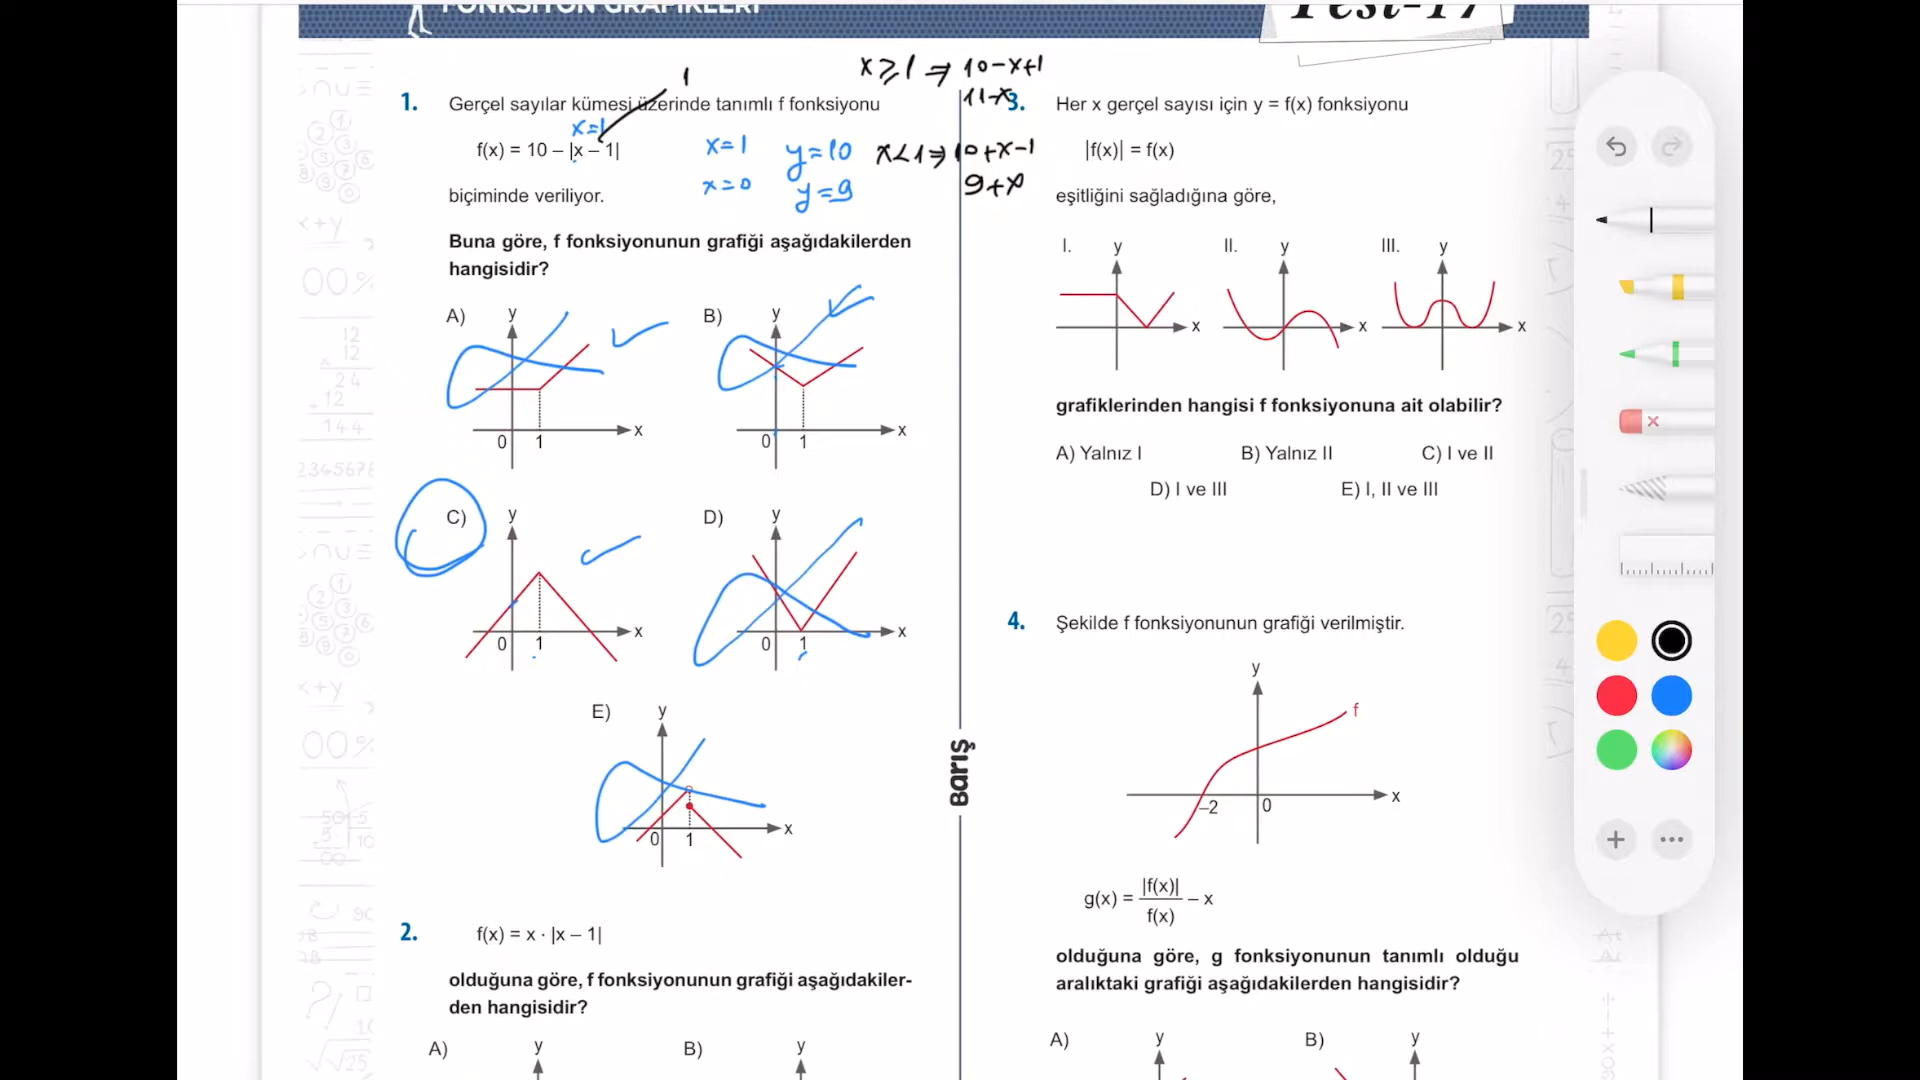 FONKSİYON GRAFİKLERİ
Test-17
1. Gerçel sayılar kümesi üzerinde tanımlı f fonksiyonu
1
x=1
f(x) = 10 – |x – 1|
x=1 y=10
x=0 y=9
x≥1 ⇒ 10-x+1
11-x
x<1 ⇒ 10+x-1
9+x
biçiminde veriliyor.
Buna göre, f fonksiyonunun grafiği aşağıdakilerden
hangisidir?
A) y 0 1 x
B) y 0 1 x
C) y 0 1 x
D) y 0 1 x
E) y 0 1 x
2. f(x) = x · |x – 1|
olduğuna göre, f fonksiyonunun grafiği aşağıdakiler-
den hangisidir?
A) y
B) y
Barış
3. Her x gerçel sayısı için y = f(x) fonksiyonu
|f(x)| = f(x)
eşitliğini sağladığına göre,
I. y x
II. y x
III. y x
grafiklerinden hangisi f fonksiyonuna ait olabilir?
A) Yalnız I B) Yalnız II C) I ve II
D) I ve III E) I, II ve III
4. Şekilde f fonksiyonunun grafiği verilmiştir.
y
f
–2 0 x
g(x) = |f(x)| / f(x) – x
olduğuna göre, g fonksiyonunun tanımlı olduğu
aralıktaki grafiği aşağıdakilerden hangisidir?
A) y
B) y